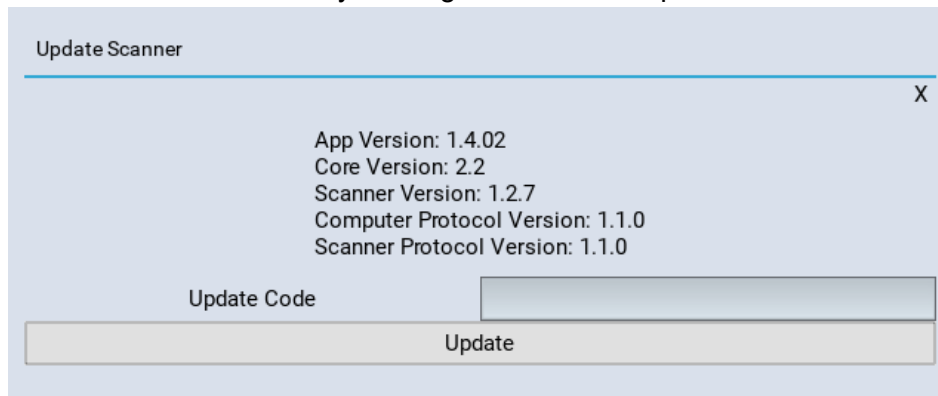 Update Scanner
X
App Version: 1.4.02
Core Version: 2.2
Scanner Version: 1.2.7
Computer Protocol Version: 1.1.0
Scanner Protocol Version: 1.1.0
Update Code
Update